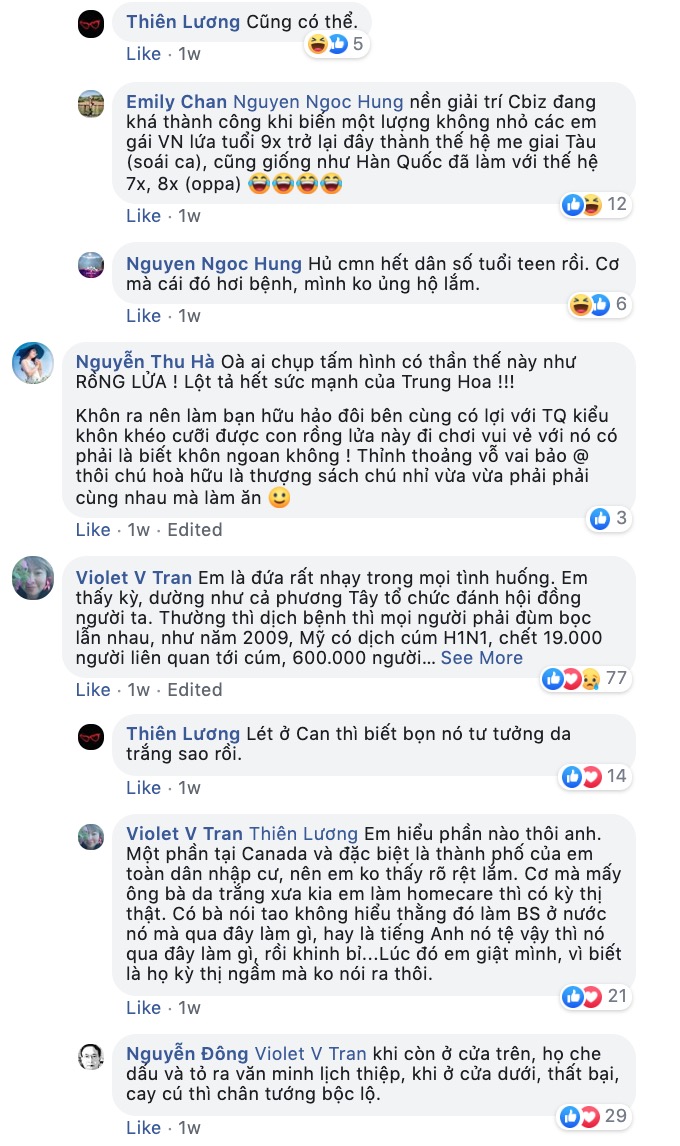 Thiên Lương Cũng có thể.
5
Like · 1w
Emily Chan Nguyen Ngoc Hung nền giải trí Cbiz đang
khá thành công khi biến một lượng không nhỏ các em
gái VN lứa tuổi 9x trở lại đây thành thế hệ me giai Tàu
(soái ca), cũng giống như Hàn Quốc đã làm với thế hệ
7x, 8x (oppa) 😂😂😂😂
12
Like · 1w
Nguyen Ngoc Hung Hủ cmn hết dân số tuổi teen rồi. Cơ
mà cái đó hơi bệnh, mình ko ủng hộ lắm.
6
Like · 1w
Nguyễn Thu Hà Oà ai chụp tấm hình có thần thế này như
RỒNG LỬA ! Lột tả hết sức mạnh của Trung Hoa !!!
Khôn ra nên làm bạn hữu hảo đôi bên cùng có lợi với TQ kiểu
khôn khéo cưỡi được con rồng lửa này đi chơi vui vẻ với nó có
phải là biết khôn ngoan không ! Thỉnh thoảng vỗ vai bảo @
thôi chú hoà hữu là thượng sách chú nhỉ vừa vừa phải phải
cùng nhau mà làm ăn 🙂
3
Like · 1w · Edited
Violet V Tran Em là đứa rất nhạy trong mọi tình huống. Em
thấy kỳ, dường như cả phương Tây tổ chức đánh hội đồng
người ta. Thường thì dịch bệnh thì mọi người phải đùm bọc
lẫn nhau, như năm 2009, Mỹ có dịch cúm H1N1, chết 19.000
người liên quan tới cúm, 600.000 người... See More
77
Like · 1w · Edited
Thiên Lương Lét ở Can thì biết bọn nó tư tưởng da
trắng sao rồi.
14
Like · 1w
Violet V Tran Thiên Lương Em hiểu phần nào thôi anh.
Một phần tại Canada và đặc biệt là thành phố của em
toàn dân nhập cư, nên em ko thấy rõ rệt lắm. Cơ mà mấy
ông bà da trắng xưa kia em làm homecare thì có kỳ thị
thật. Có bà nói tao không hiểu thằng đó làm BS ở nước
nó mà qua đây làm gì, hay là tiếng Anh nó tệ vậy thì nó
qua đây làm gì, rồi khinh bỉ...Lúc đó em giật mình, vì biết
là họ kỳ thị ngầm mà ko nói ra thôi.
21
Like · 1w
Nguyễn Đông Violet V Tran khi còn ở cửa trên, họ che
dấu và tỏ ra văn minh lịch thiệp, khi ở cửa dưới, thất bại,
cay cú thì chân tướng bộc lộ.
29
Like · 1w